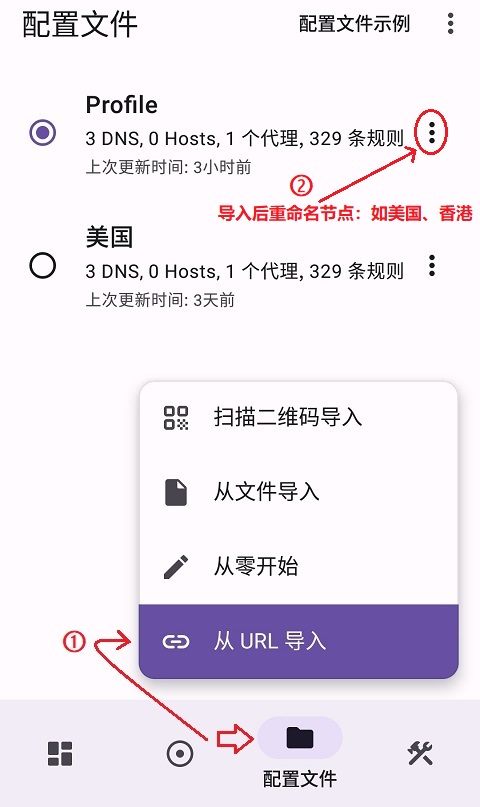 配置文件
配置文件示例
Profile
3 DNS, 0 Hosts, 1 个代理, 329 条规则
上次更新时间: 3小时前
②
导入后重命名节点：如美国、香港
美国
3 DNS, 0 Hosts, 1 个代理, 329 条规则
上次更新时间: 3天前
扫描二维码导入
从文件导入
从零开始
①
从 URL 导入
配置文件